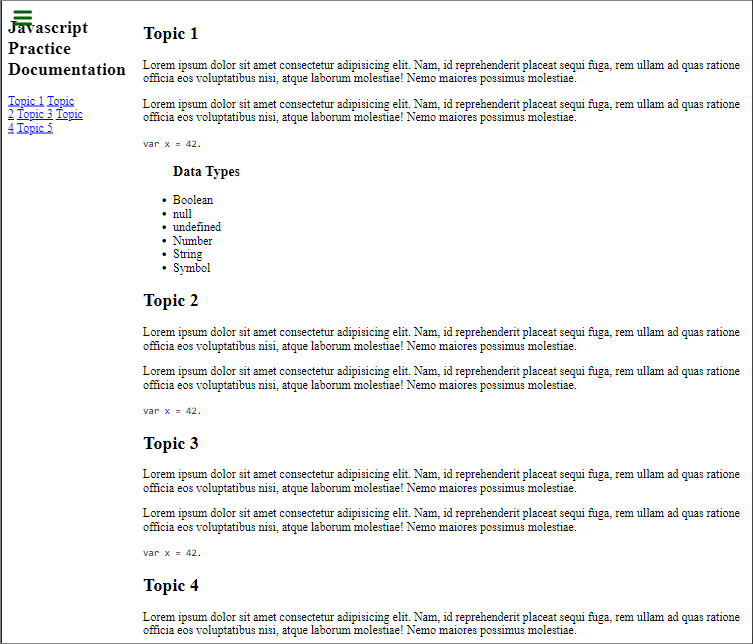 Javascript
Practice
Documentation
Topic 1 Topic
2 Topic 3 Topic
4 Topic 5
Topic 1
Lorem ipsum dolor sit amet consectetur adipisicing elit. Nam, id reprehenderit placeat sequi fuga, rem ullam ad quas ratione
officia eos voluptatibus nisi, atque laborum molestiae! Nemo maiores possimus molestiae.
Lorem ipsum dolor sit amet consectetur adipisicing elit. Nam, id reprehenderit placeat sequi fuga, rem ullam ad quas ratione
officia eos voluptatibus nisi, atque laborum molestiae! Nemo maiores possimus molestiae.
var x = 42.
Data Types
• Boolean
• null
• undefined
• Number
• String
• Symbol
Topic 2
Lorem ipsum dolor sit amet consectetur adipisicing elit. Nam, id reprehenderit placeat sequi fuga, rem ullam ad quas ratione
officia eos voluptatibus nisi, atque laborum molestiae! Nemo maiores possimus molestiae.
Lorem ipsum dolor sit amet consectetur adipisicing elit. Nam, id reprehenderit placeat sequi fuga, rem ullam ad quas ratione
officia eos voluptatibus nisi, atque laborum molestiae! Nemo maiores possimus molestiae.
var x = 42.
Topic 3
Lorem ipsum dolor sit amet consectetur adipisicing elit. Nam, id reprehenderit placeat sequi fuga, rem ullam ad quas ratione
officia eos voluptatibus nisi, atque laborum molestiae! Nemo maiores possimus molestiae.
Lorem ipsum dolor sit amet consectetur adipisicing elit. Nam, id reprehenderit placeat sequi fuga, rem ullam ad quas ratione
officia eos voluptatibus nisi, atque laborum molestiae! Nemo maiores possimus molestiae.
var x = 42.
Topic 4
Lorem ipsum dolor sit amet consectetur adipisicing elit. Nam, id reprehenderit placeat sequi fuga, rem ullam ad quas ratione
officia eos voluptatibus nisi, atque laborum molestiae! Nemo maiores possimus molestiae.